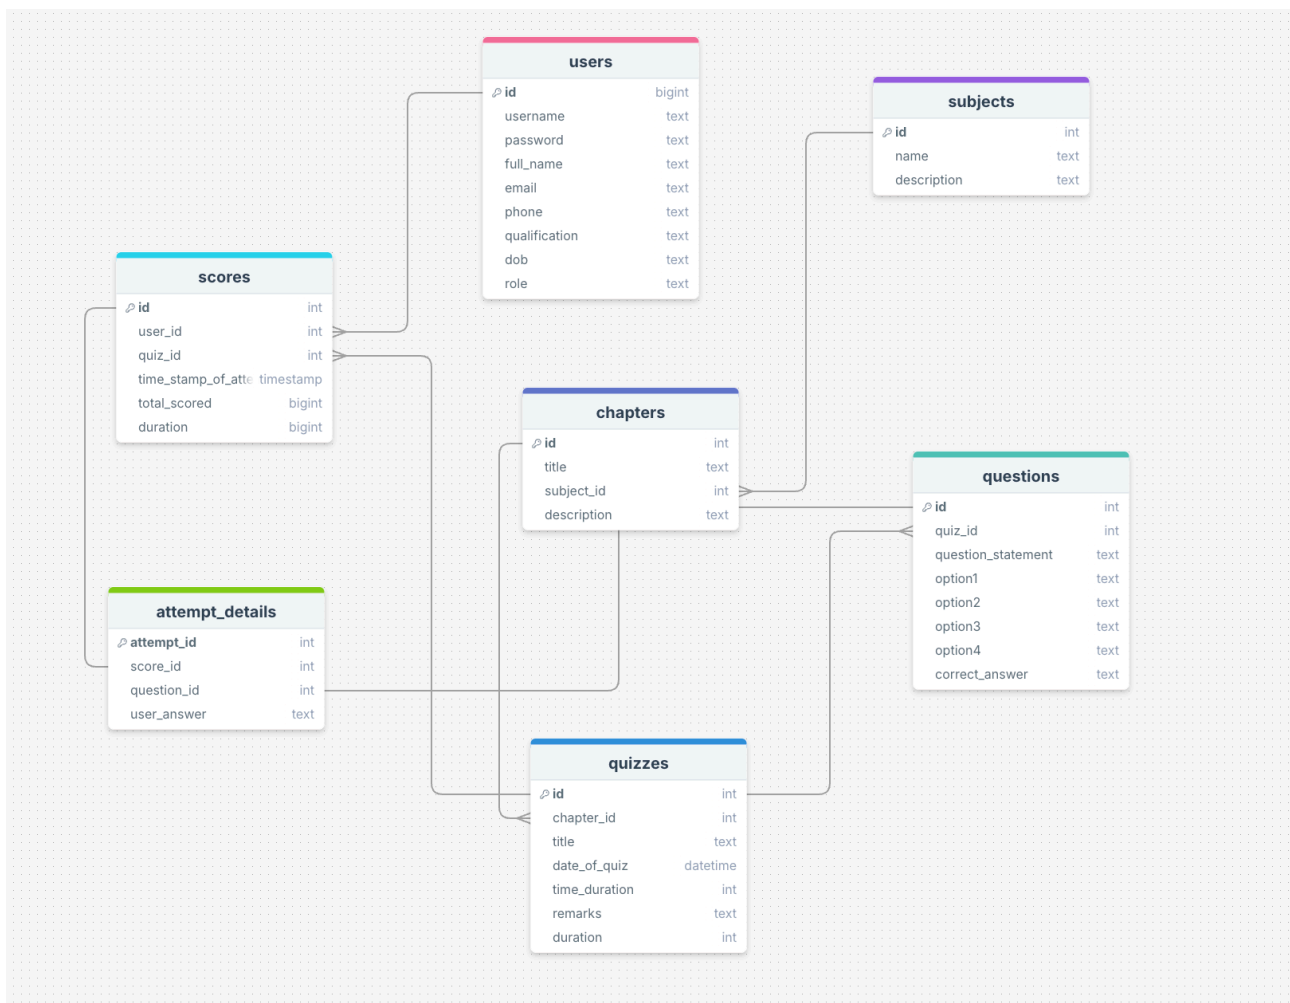 users
id bigint
username text
password text
full_name text
email text
phone text
qualification text
dob text
role text
subjects
id int
name text
description text
scores
id int
user_id int
quiz_id int
time_stamp_of_atte timestamp
total_scored bigint
duration bigint
chapters
id int
title text
subject_id int
description text
questions
id int
quiz_id int
question_statement text
option1 text
option2 text
option3 text
option4 text
correct_answer text
attempt_details
attempt_id int
score_id int
question_id int
user_answer text
quizzes
id int
chapter_id int
title text
date_of_quiz datetime
time_duration int
remarks text
duration int